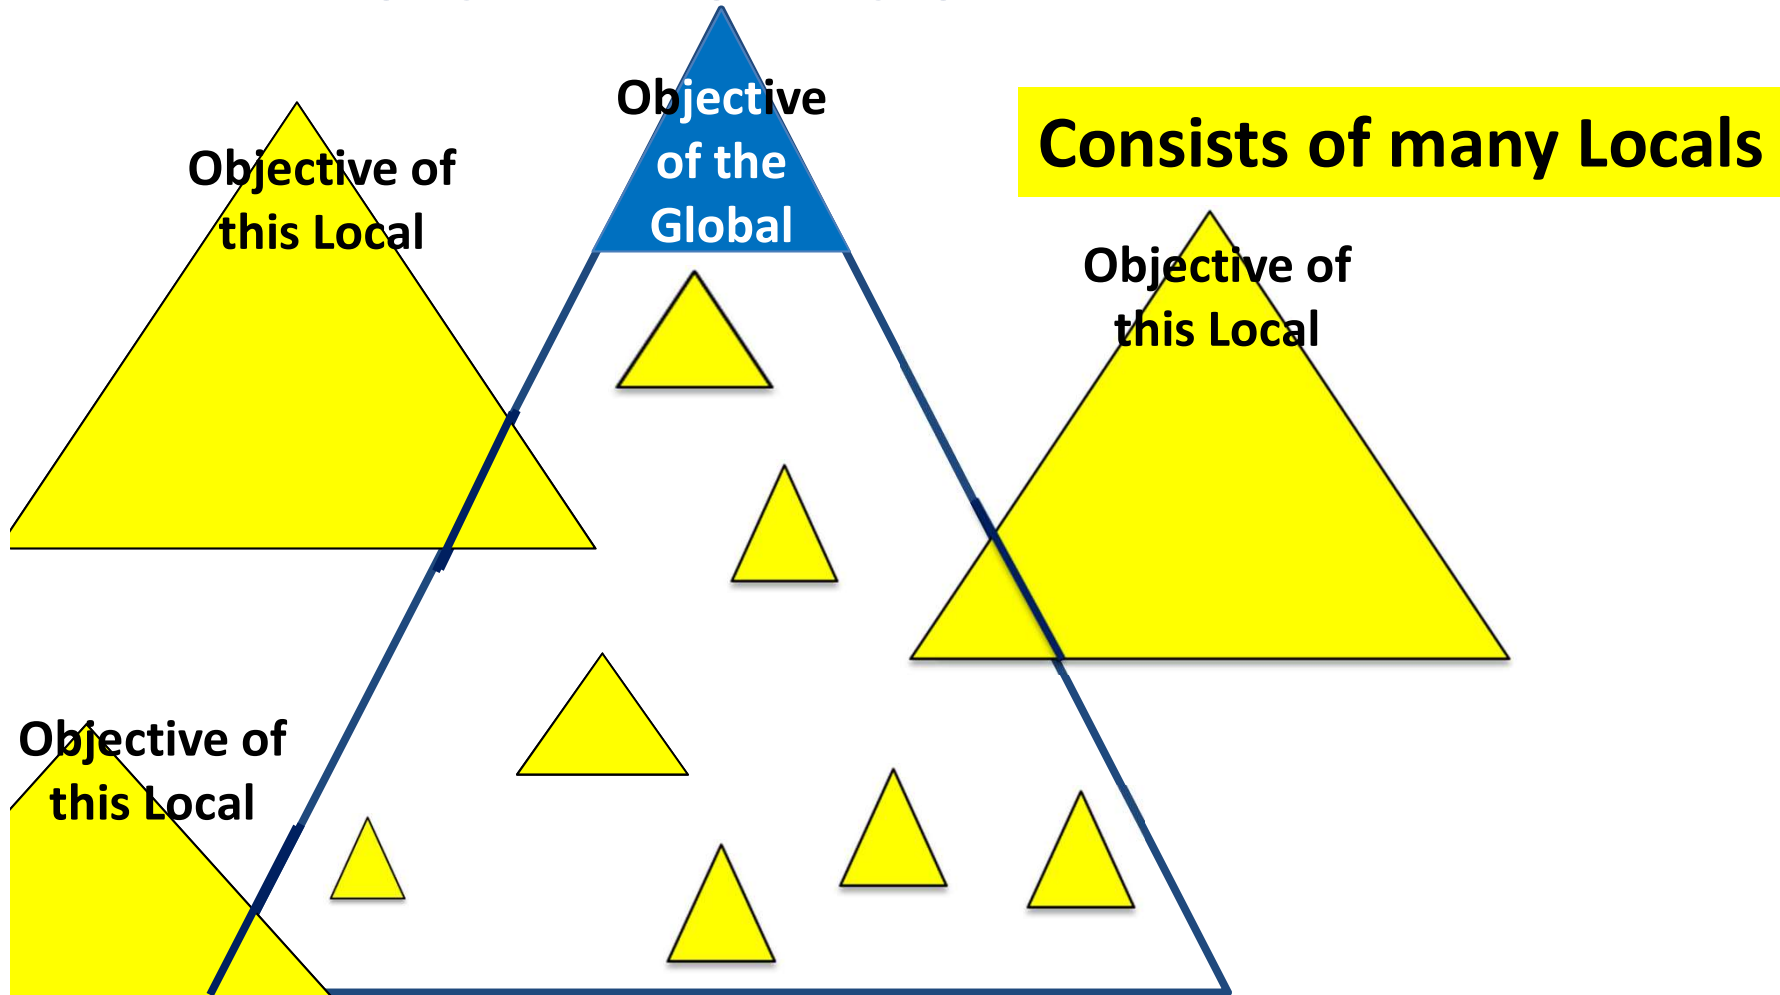 Objective
of the
Global
Consists of many Locals
Objective of
this Local
Objective of
this Local
Objective of
this Local